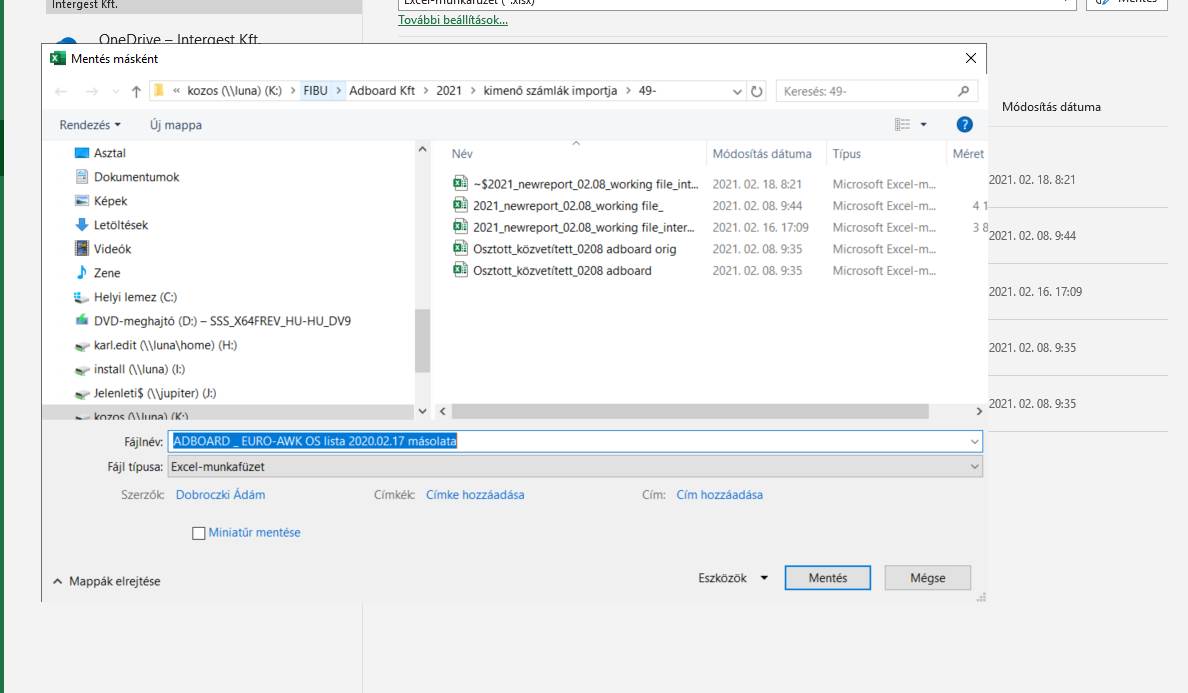 Intergest Kft.
Excel-munkafüzet (*.xlsx)
Mentés
További beállítások...
OneDrive – Intergest Kft.
Mentés másként
« kozos (\\luna) (K:) > FIBU > Adboard Kft > 2021 > kimenő számlák importja > 49-
Keresés: 49-
Módosítás dátuma
Rendezés
Új mappa
Asztal
Dokumentumok
Képek
Letöltések
Videók
Zene
Helyi lemez (C:)
DVD-meghajtó (D:) – SSS_X64FREV_HU-HU_DV9
karl.edit (\\luna\home) (H:)
install (\\luna) (I:)
Jelenleti$ (\\jupiter) (J:)
kozos (\\luna) (K:)
Név Módosítás dátuma Típus Méret
~$2021_newreport_02.08_working file_int... 2021. 02. 18. 8:21 Microsoft Excel-m...
2021_newreport_02.08_working file_ 2021. 02. 08. 9:44 Microsoft Excel-m... 4 1
2021_newreport_02.08_working file_inter... 2021. 02. 16. 17:09 Microsoft Excel-m... 3 8
Osztott_közvetített_0208 adboard orig 2021. 02. 08. 9:35 Microsoft Excel-m...
Osztott_közvetített_0208 adboard 2021. 02. 08. 9:35 Microsoft Excel-m...
2021. 02. 18. 8:21
2021. 02. 08. 9:44
2021. 02. 16. 17:09
2021. 02. 08. 9:35
2021. 02. 08. 9:35
Fájlnév: ADBOARD _ EURO-AWK OS lista 2020.02.17 másolata
Fájl típusa: Excel-munkafüzet
Szerzők: Dobroczki Ádám
Címkék: Címke hozzáadása
Cím: Cím hozzáadása
Miniatűr mentése
Mappák elrejtése
Eszközök
Mentés
Mégse